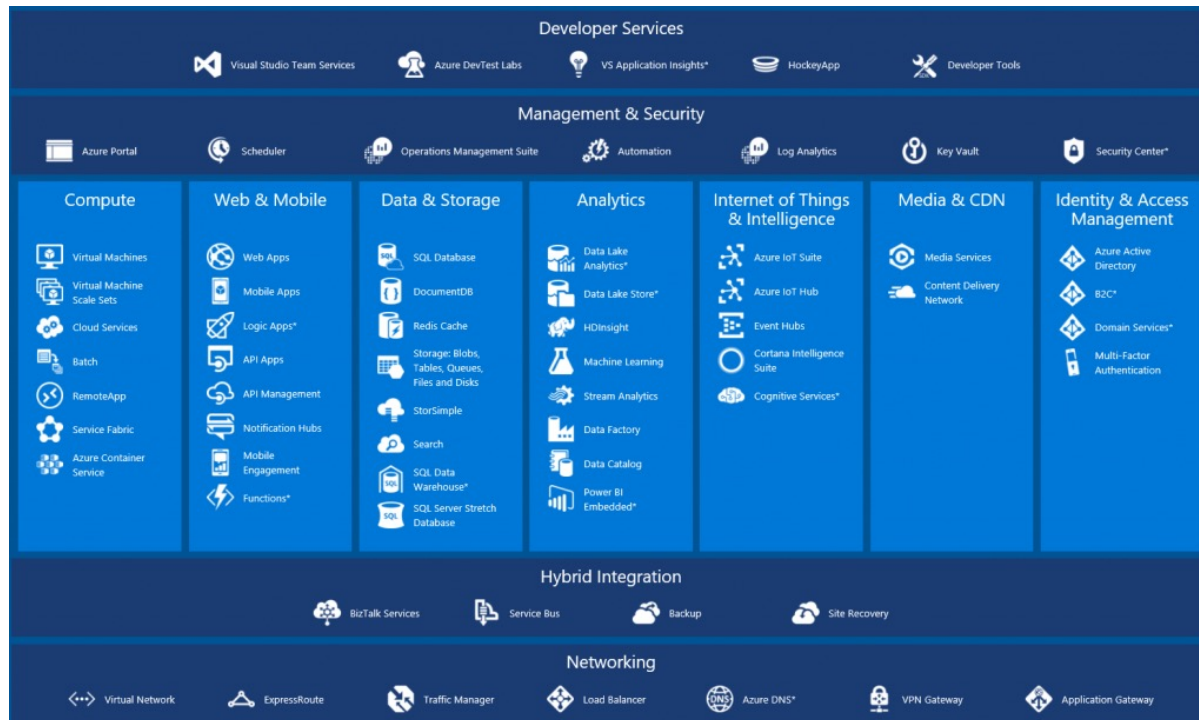 Developer Services
Visual Studio Team Services
Azure DevTest Labs
VS Application Insights*
HockeyApp
Developer Tools
Management & Security
Azure Portal
Scheduler
Operations Management Suite
Automation
Log Analytics
Key Vault
Security Center*
Compute
Virtual Machines
Virtual Machine
Scale Sets
Cloud Services
Batch
RemoteApp
Service Fabric
Azure Container
Service
Web & Mobile
Web Apps
Mobile Apps
Logic Apps*
API Apps
API Management
Notification Hubs
Mobile
Engagement
Functions*
Data & Storage
SQL
SQL Database
DocumentDB
Redis Cache
Storage: Blobs,
Tables, Queues,
Files and Disks
StorSimple
Search
SQL
SQL Data
Warehouse*
SQL
SQL Server Stretch
Database
Analytics
Data Lake
Analytics*
Data Lake Store*
HDInsight
Machine Learning
Stream Analytics
Data Factory
Data Catalog
Power BI
Embedded*
Internet of Things
& Intelligence
Azure IoT Suite
Azure IoT Hub
Event Hubs
Cortana Intelligence
Suite
Cognitive Services*
Media & CDN
Media Services
Content Delivery
Network
Identity & Access
Management
Azure Active
Directory
B2C*
Domain Services*
Multi-Factor
Authentication
Hybrid Integration
BizTalk Services
Service Bus
Backup
Site Recovery
Networking
Virtual Network
ExpressRoute
Traffic Manager
Load Balancer
DNS
Azure DNS*
VPN Gateway
Application Gateway